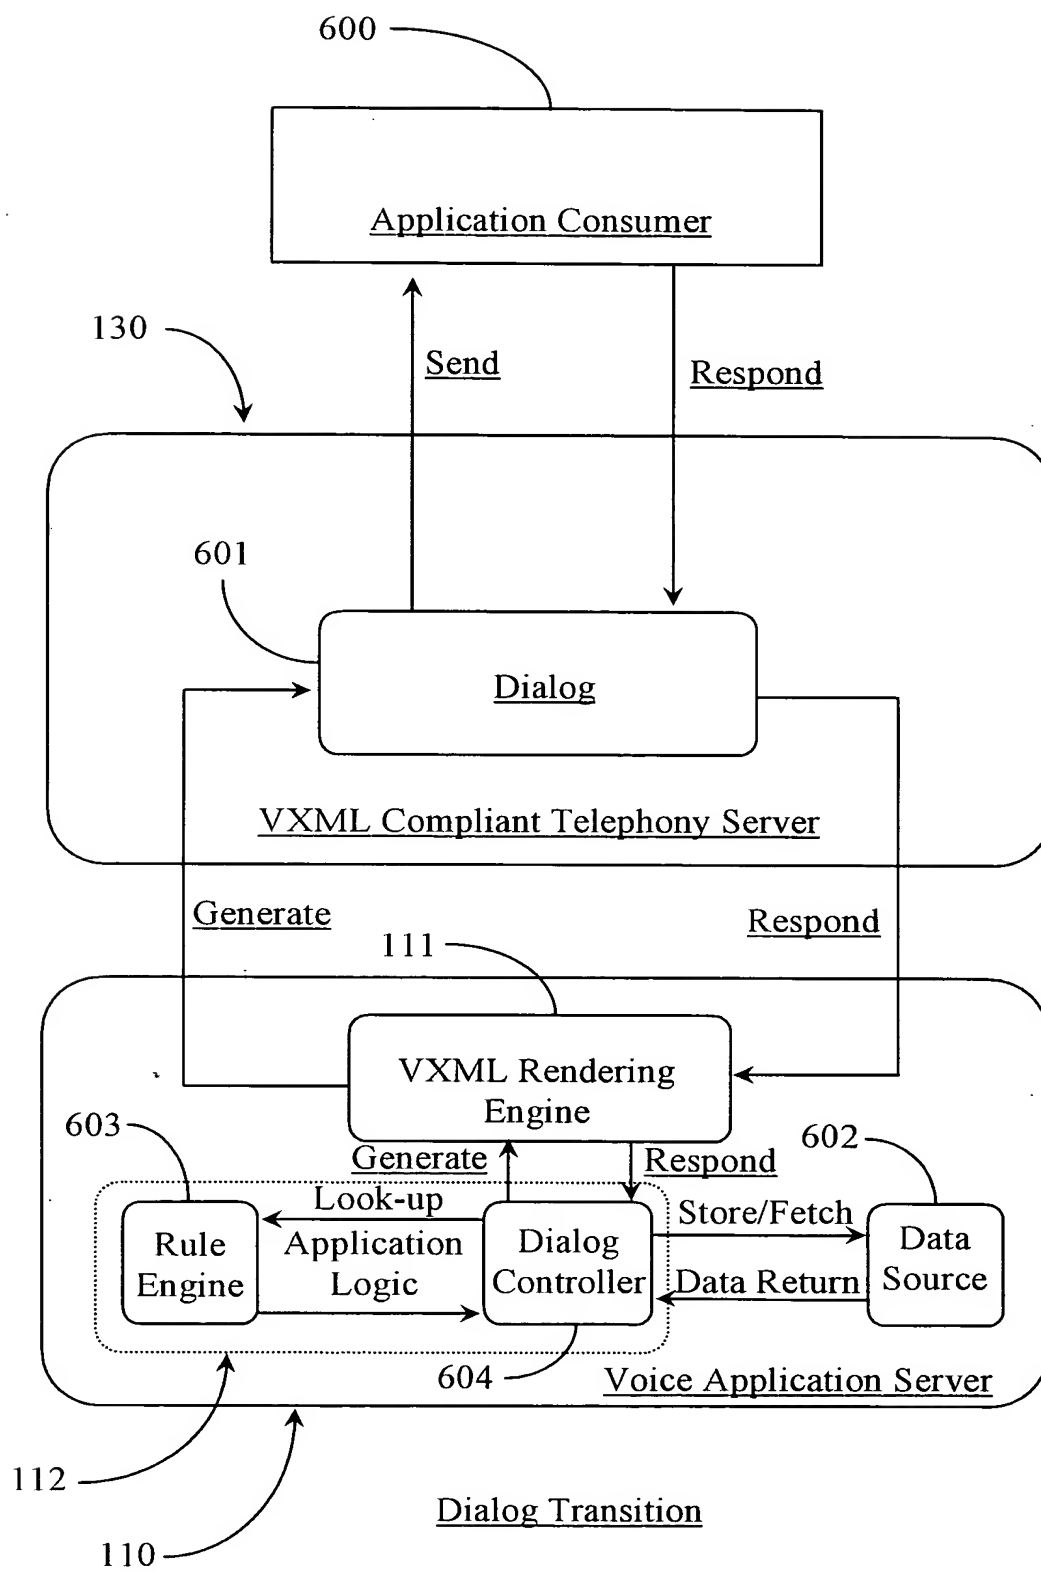 600
Application Consumer
130
Send
Respond
601
Dialog
VXML Compliant Telephony Server
Generate
Respond
111
VXML Rendering
Engine
603
602
Generate
Respond
Look-up
Store/Fetch
Rule
Engine
Application
Logic
Dialog
Controller
Data
Source
Data Return
604
Voice Application Server
112
Dialog Transition
110